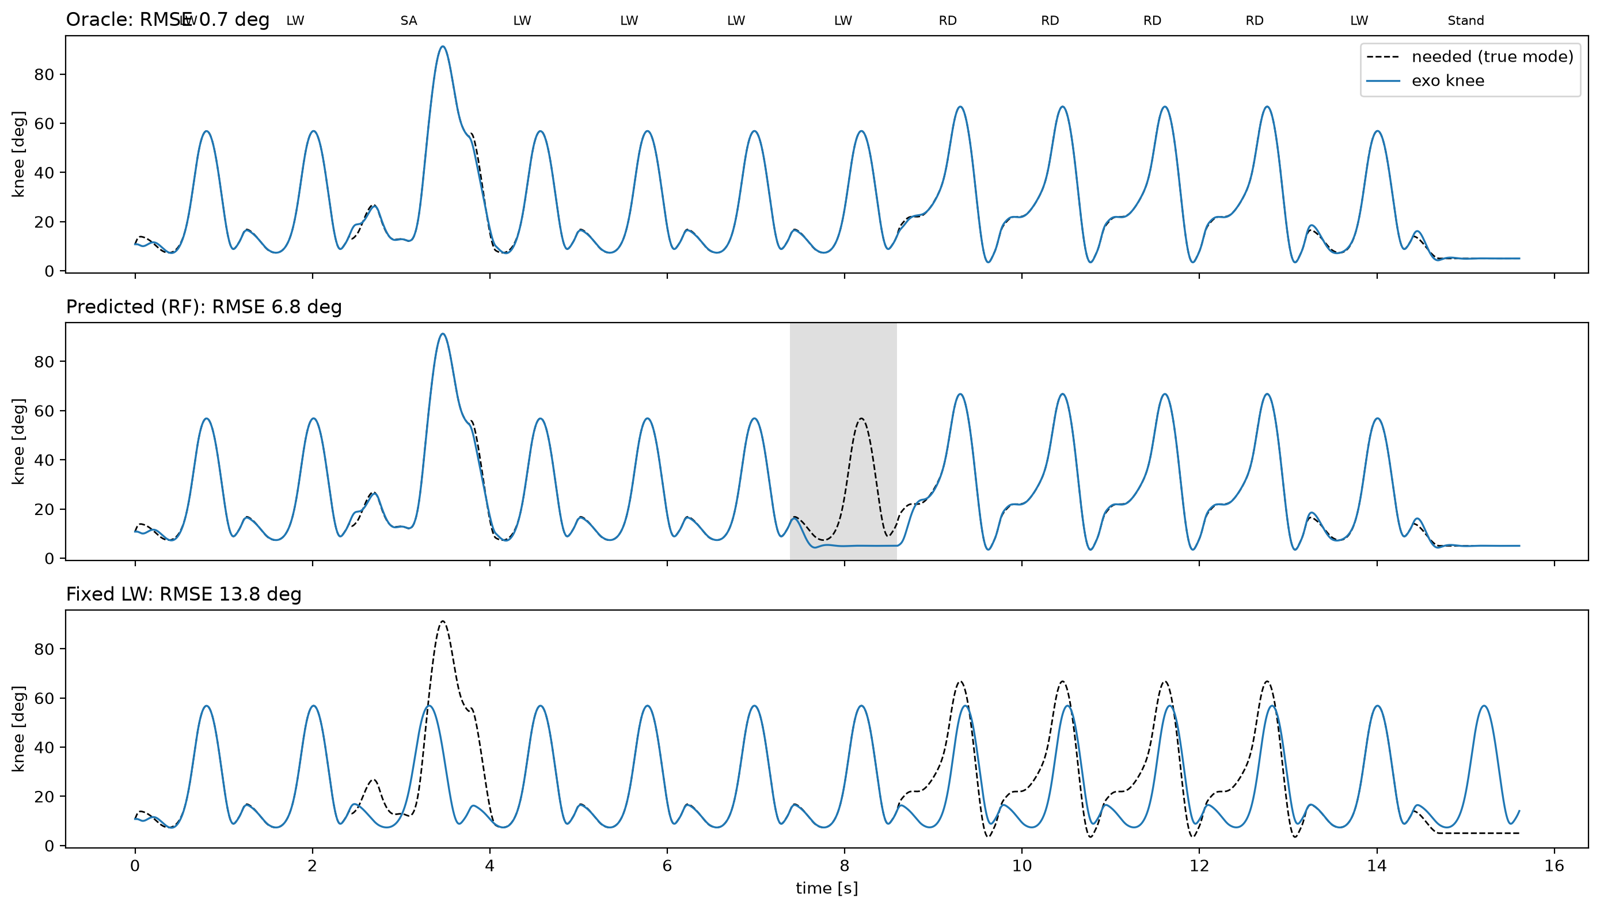 Oracle: RMSE 0.7 deg
LW LW SA LW LW LW LW RD RD RD RD LW Stand
needed (true mode)
exo knee
knee [deg]
80
60
40
20
0
Predicted (RF): RMSE 6.8 deg
knee [deg]
80
60
40
20
0
Fixed LW: RMSE 13.8 deg
knee [deg]
80
60
40
20
0
0 2 4 6 8 10 12 14 16
time [s]